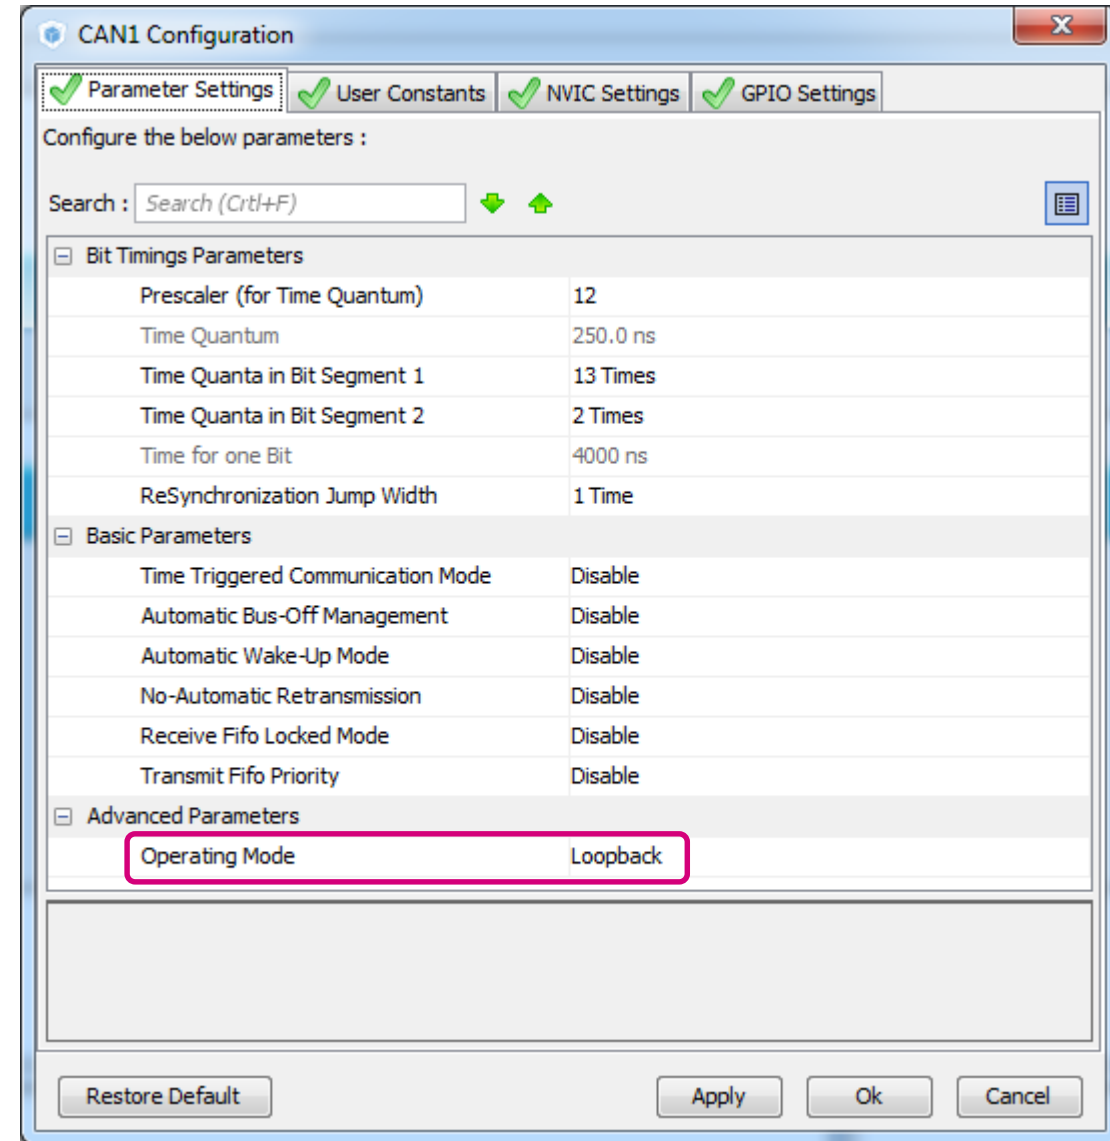 CAN1 Configuration
Parameter Settings User Constants NVIC Settings GPIO Settings
Configure the below parameters :
Search : Search (Crtl+F)
Bit Timings Parameters
Prescaler (for Time Quantum) 12
Time Quantum 250.0 ns
Time Quanta in Bit Segment 1 13 Times
Time Quanta in Bit Segment 2 2 Times
Time for one Bit 4000 ns
ReSynchronization Jump Width 1 Time
Basic Parameters
Time Triggered Communication Mode Disable
Automatic Bus-Off Management Disable
Automatic Wake-Up Mode Disable
No-Automatic Retransmission Disable
Receive Fifo Locked Mode Disable
Transmit Fifo Priority Disable
Advanced Parameters
Operating Mode Loopback
Restore Default Apply Ok Cancel